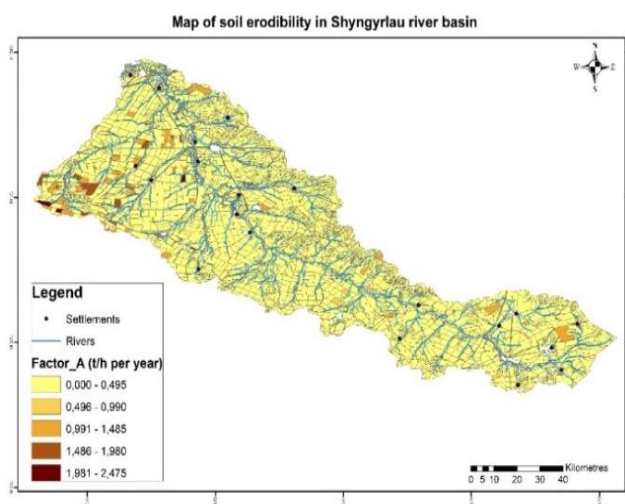 Map of soil erodibility in Shyngyrlau river basin
N
W E
S
Legend
Settlements
Rivers
Factor_A (t/h per year)
0,000 - 0,495
0,496 - 0,990
0,991 - 1,485
1,486 - 1,980
1,981 - 2,475
Kilometres
0 5 10 20 30 40